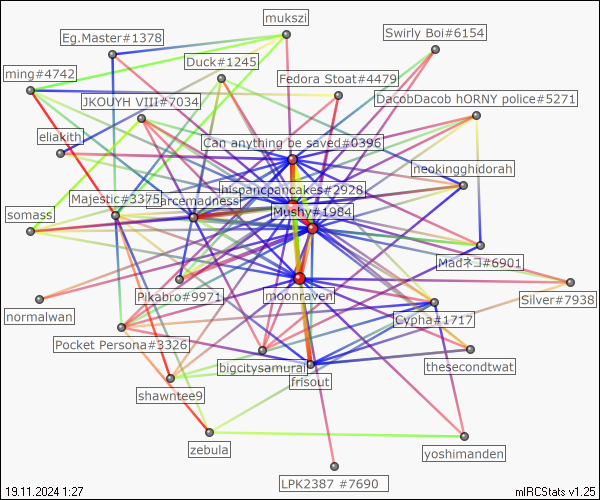 mukszi
Swirly Boi#6154
Eg.Master#1378
Duck#1245
ming#4742
Fedora Stoat#4479
JKOUYH VIII#7034
DacobDacob hORNY police#5271
eliakith
Can anything be saved#0396
neokingghidorah
hispanicpancakes#2928
Majestic#3375
arcemadness
Mushy#1984
somass
Madネコ#6901
Pikabro#9971
moonraven
Silver#7938
normalwan
Cypha#1717
Pocket Persona#3326
bigcitysamurai
thesecondtwat
frisout
shawntee9
zebula
yoshimanden
LPK2387 #7690
19.11.2024 1:27
mIRCStats v1.25